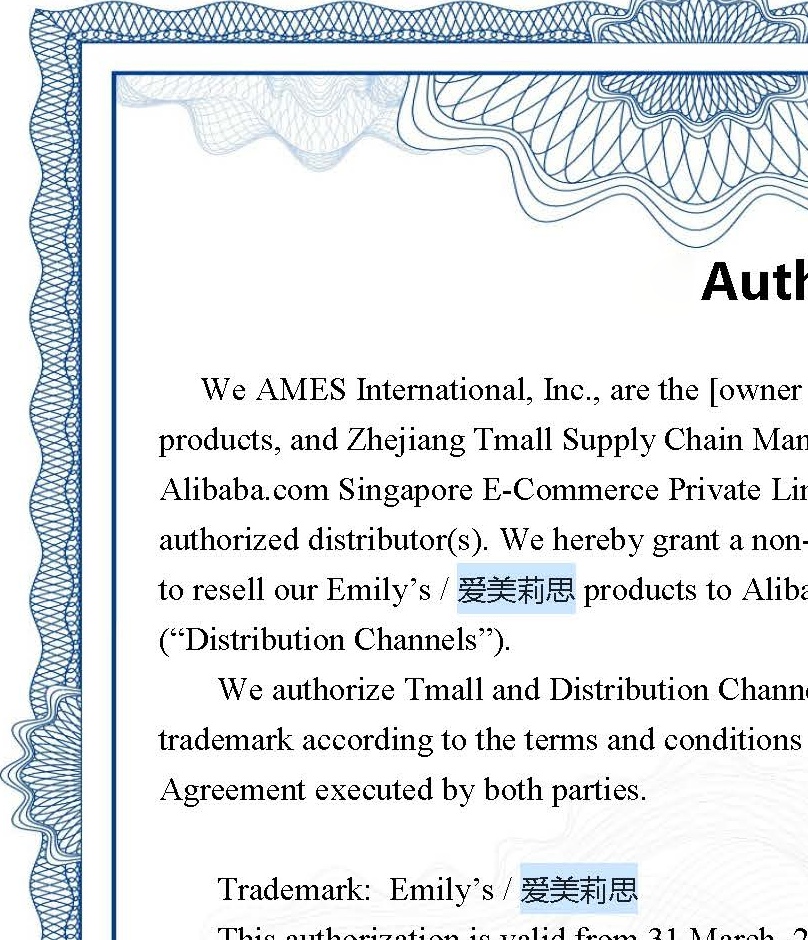 Auth
We AMES International, Inc., are the [owner
products, and Zhejiang Tmall Supply Chain Man
Alibaba.com Singapore E-Commerce Private Lim
authorized distributor(s). We hereby grant a non-
to resell our Emily’s / 爱美莉思 products to Aliba
(“Distribution Channels”).
We authorize Tmall and Distribution Channe
trademark according to the terms and conditions
Agreement executed by both parties.
Trademark: Emily’s / 爱美莉思
This authorization is valid from 31 March, 2